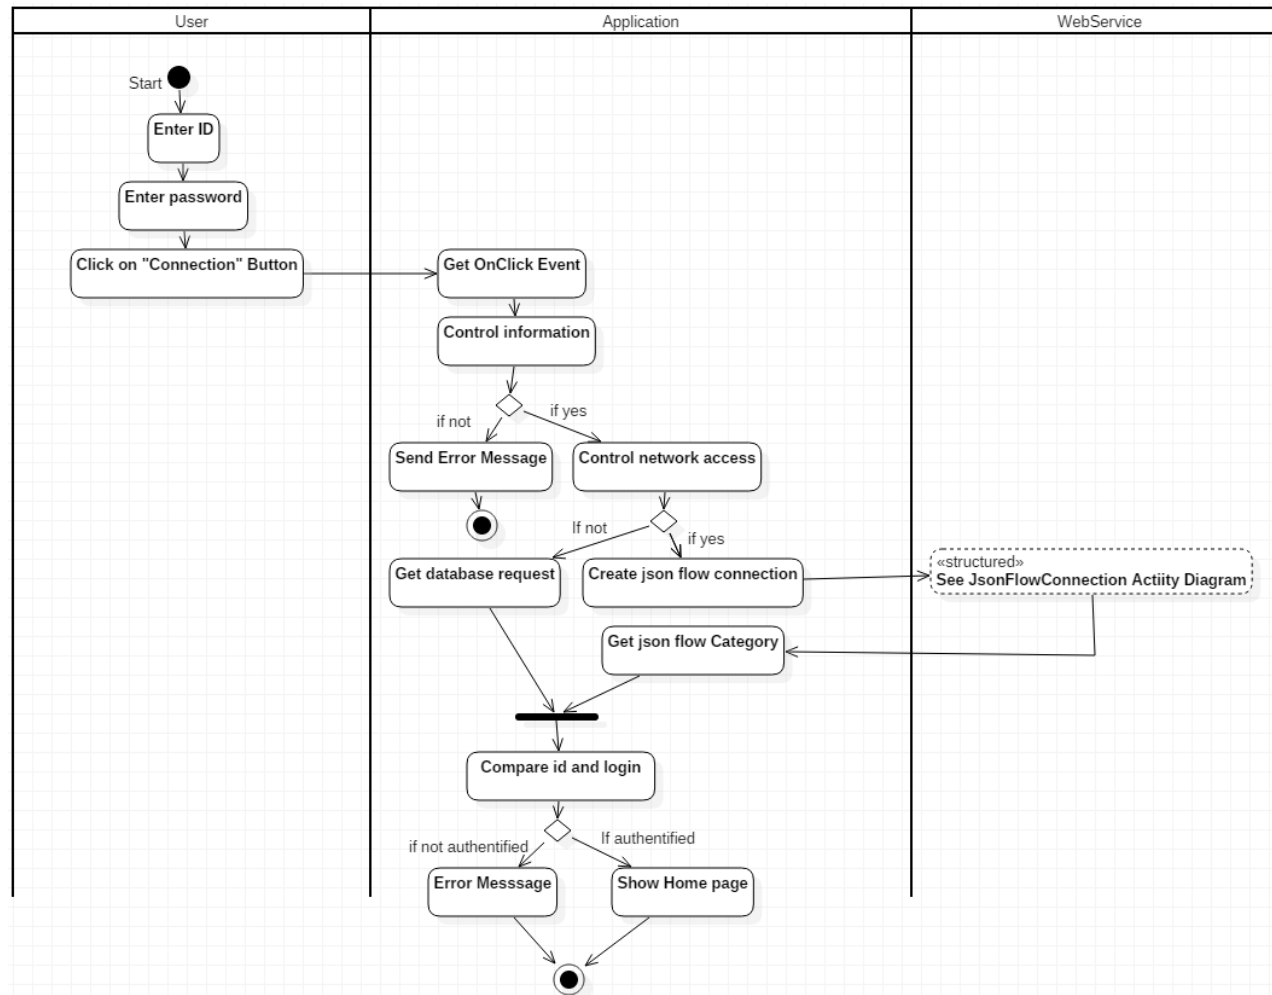 User
Application
WebService
Start
Enter ID
Enter password
Click on "Connection" Button
Get OnClick Event
Control information
if not
if yes
Send Error Message
Control network access
If not
if yes
Get database request
Create json flow connection
«structured»
See JsonFlowConnection Actiity Diagram
Get json flow Category
Compare id and login
if not authentified
If authentified
Error Messsage
Show Home page